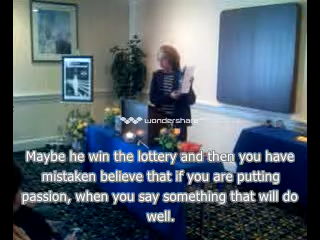 wondershare
Maybe he win the lottery and then you have
mistaken believe that if you are putting
passion, when you say something that will do
well.